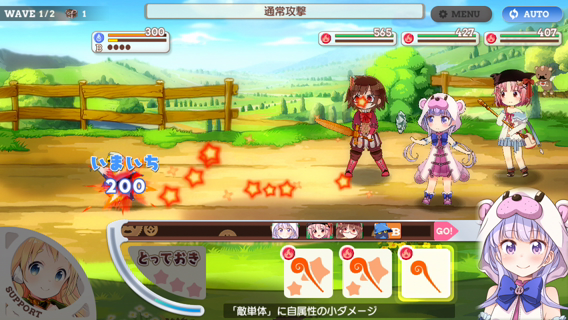 WAVE 1/2 1
通常攻撃
MENU
AUTO
300
B
565
427
407
いまいち
200
B
GO!
とっておき
SUPPORT
「敵単体」に自属性の小ダメージ